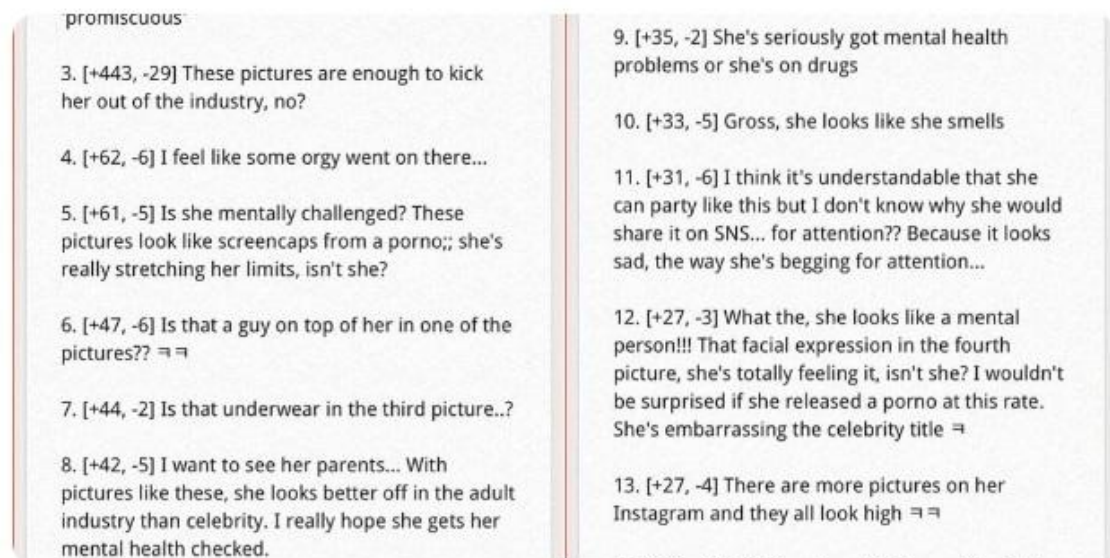 'promiscuous'
3. [+443, -29] These pictures are enough to kick
her out of the industry, no?
4. [+62, -6] I feel like some orgy went on there...
5. [+61, -5] Is she mentally challenged? These
pictures look like screencaps from a porno;; she's
really stretching her limits, isn't she?
6. [+47, -6] Is that a guy on top of her in one of the
pictures?? ㅋㅋ
7. [+44, -2] Is that underwear in the third picture..?
8. [+42, -5] I want to see her parents... With
pictures like these, she looks better off in the adult
industry than celebrity. I really hope she gets her
mental health checked.
9. [+35, -2] She's seriously got mental health
problems or she's on drugs
10. [+33, -5] Gross, she looks like she smells
11. [+31, -6] I think it's understandable that she
can party like this but I don't know why she would
share it on SNS... for attention?? Because it looks
sad, the way she's begging for attention...
12. [+27, -3] What the, she looks like a mental
person!!! That facial expression in the fourth
picture, she's totally feeling it, isn't she? I wouldn't
be surprised if she released a porno at this rate.
She's embarrassing the celebrity title ㅋ
13. [+27, -4] There are more pictures on her
Instagram and they all look high ㅋㅋ